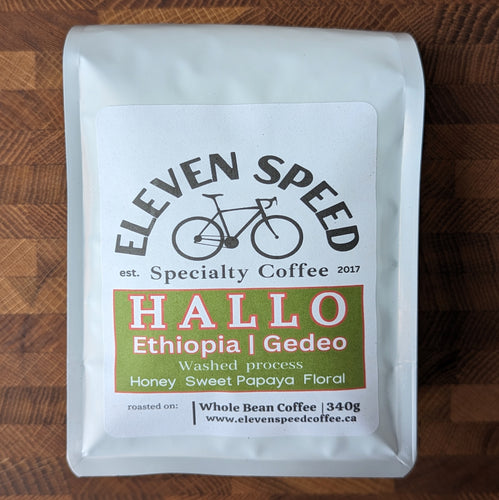 ELEVEN SPEED
est. Specialty Coffee 2017
HALLO
Ethiopia | Gedeo
Washed process
Honey Sweet Papaya Floral
roasted on: | Whole Bean Coffee | 340g
www.elevenspeedcoffee.ca